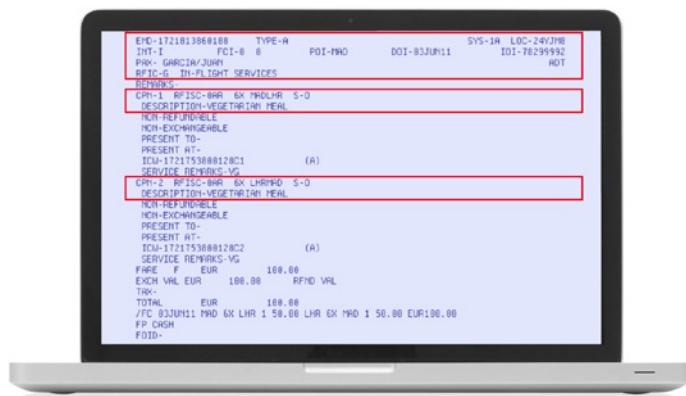 EMD-1721813860188 TYPE-A SYS-1A LOC-24YJM8
INT-I FCI-0 0 POI-MAD DOI-03JUN11 IOI-78299992
PAX- GARCIA/JUAN ADT
RFIC-G IN-FLIGHT SERVICES
REMARKS-
CPN-1 RFISC-0AR 6X MADLHR S-O
DESCRIPTION-VEGETARIAN MEAL
NON-REFUNDABLE
NON-EXCHANGEABLE
PRESENT TO-
PRESENT AT-
ICW-1721753880128C1 (A)
SERVICE REMARKS-VG
CPN-2 RFISC-0AR 6X LHRMAD S-O
DESCRIPTION-VEGETARIAN MEAL
NON-REFUNDABLE
NON-EXCHANGEABLE
PRESENT TO-
PRESENT AT-
ICW-1721753880128C2 (A)
SERVICE REMARKS-VG
FARE F EUR 100.00
EXCH VAL EUR 100.00 RFND VAL
TAX-
TOTAL EUR 100.00
/FC 03JUN11 MAD 6X LHR 1 50.00 LHR 6X MAD 1 50.00 EUR100.00
FP CASH
FOID-